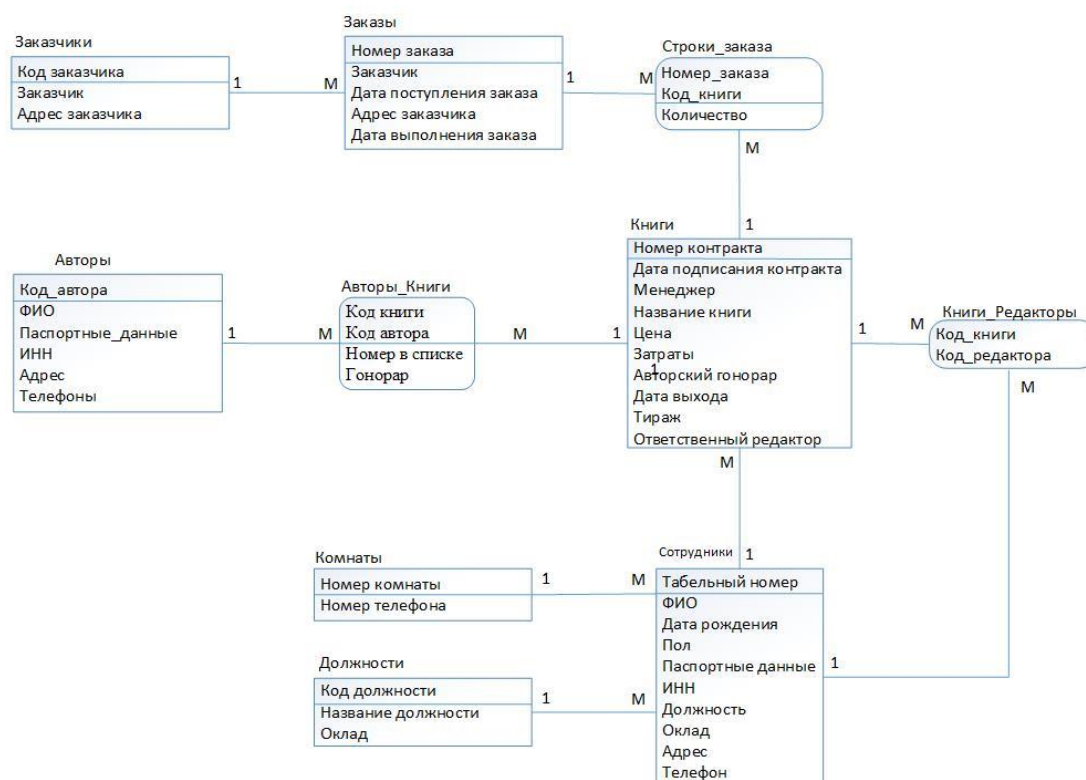 Заказчики
Код заказчика
Заказчик
Адрес заказчика
1
М
Заказы
Номер заказа
Заказчик
Дата поступления заказа
Адрес заказчика
Дата выполнения заказа
1
М
Строки_заказа
Номер_заказа
Код_книги
Количество
М
1
Авторы
Код_автора
ФИО
Паспортные_данные
ИНН
Адрес
Телефоны
1
М
Авторы_Книги
Код книги
Код автора
Номер в списке
Гонорар
М
1
Книги
Номер контракта
Дата подписания контракта
Менеджер
Название книги
Цена
Затраты
1
Авторский гонорар
Дата выхода
Тираж
Ответственный редактор
1
М
Книги_Редакторы
Код_книги
Код_редактора
М
М
1
Комнаты
Номер комнаты
Номер телефона
1
М
Должности
Код должности
Название должности
Оклад
1
М
Сотрудники
Табельный номер
ФИО
Дата рождения
Пол
Паспортные данные
ИНН
Должность
Оклад
Адрес
Телефон
1